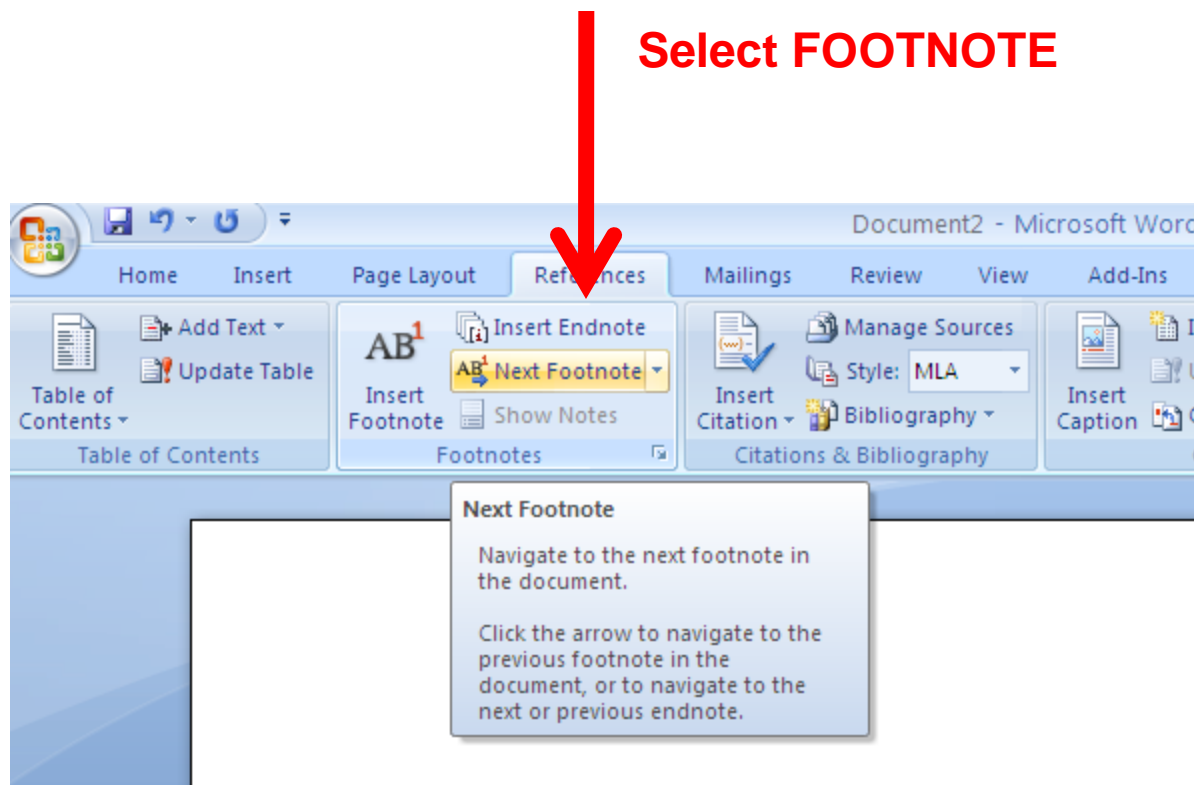 Select FOOTNOTE
Document2 - Microsoft Word
Home Insert Page Layout References Mailings Review View Add-Ins
Table of
Contents
Add Text
Update Table
Table of Contents
AB1
Insert
Footnote
Insert Endnote
AB1 Next Footnote
Show Notes
Footnotes
Insert
Citation
Manage Sources
Style: MLA
Bibliography
Citations & Bibliography
Insert
Caption
Next Footnote
Navigate to the next footnote in
the document.
Click the arrow to navigate to the
previous footnote in the
document, or to navigate to the
next or previous endnote.